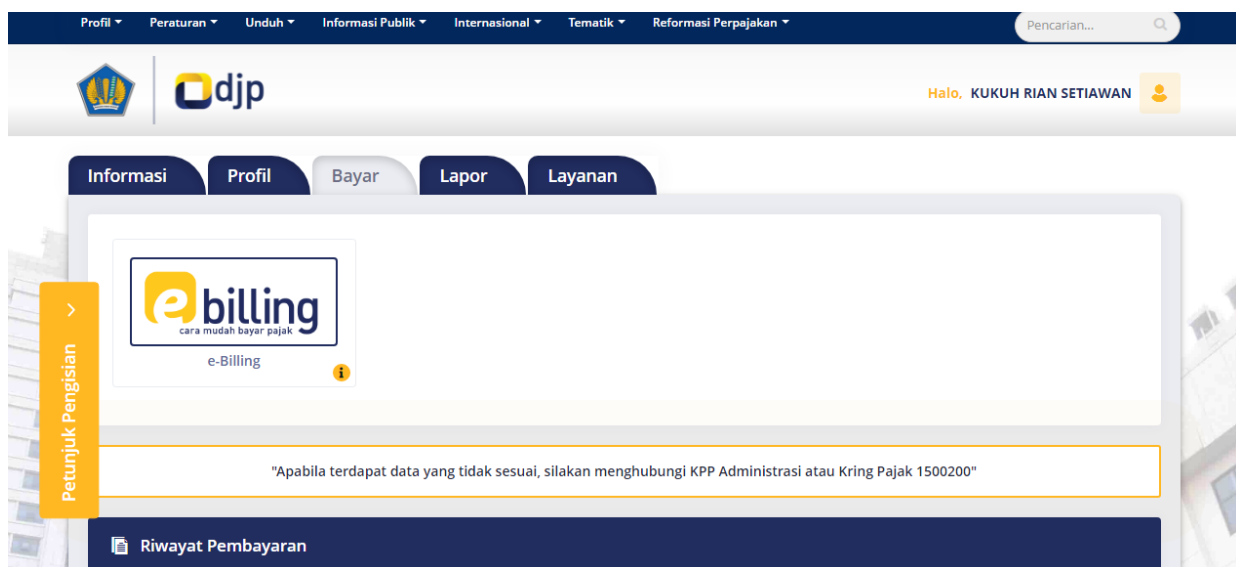 Profil Peraturan Unduh Informasi Publik Internasional Tematik Reformasi Perpajakan Pencarian...
djp
Halo, KUKUH RIAN SETIAWAN
Informasi Profil Bayar Lapor Layanan
e billing
cara mudah bayar pajak
e-Billing
i
Petunjuk Pengisian
"Apabila terdapat data yang tidak sesuai, silakan menghubungi KPP Administrasi atau Kring Pajak 1500200"
Riwayat Pembayaran